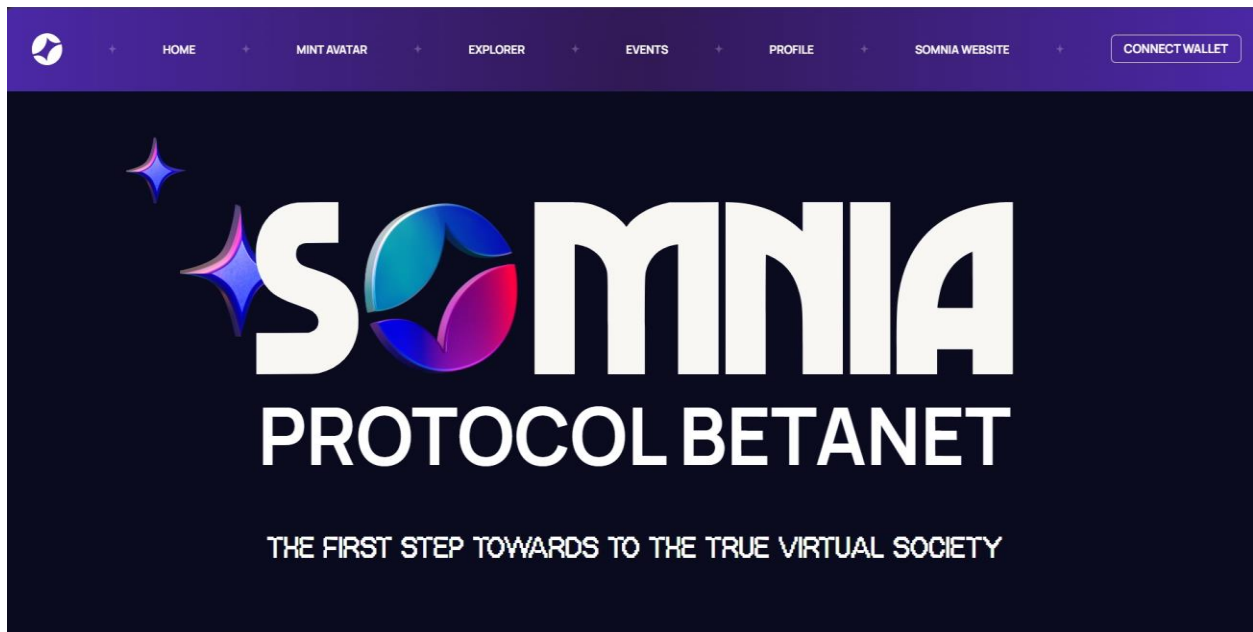 HOME MINT AVATAR EXPLORER EVENTS PROFILE SOMNIA WEBSITE CONNECT WALLET
SOMNIA
PROTOCOL BETANET
THE FIRST STEP TOWARDS TO THE TRUE VIRTUAL SOCIETY